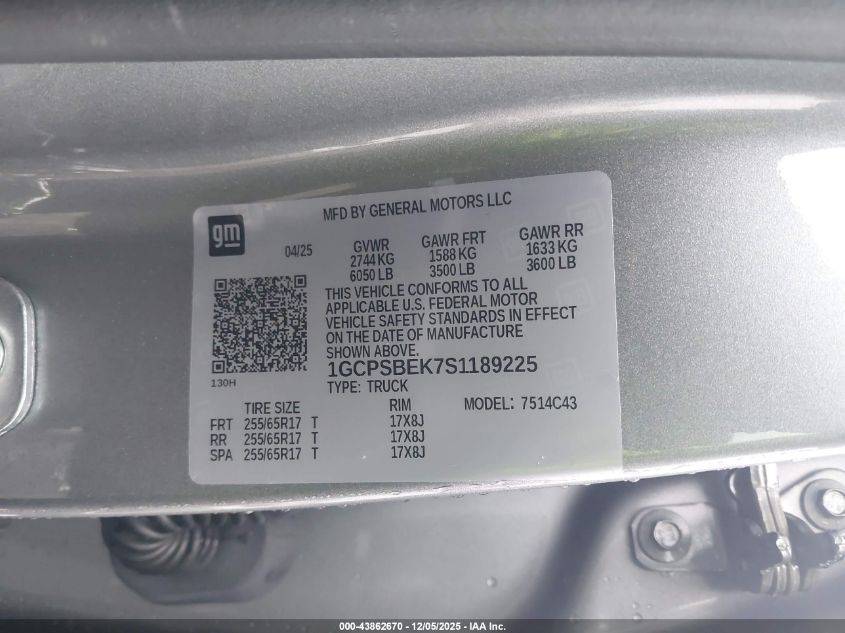 MFD BY GENERAL MOTORS LLC
gm
04/25
GVWR GAWR FRT GAWR RR
2744 KG 1588 KG 1633 KG
6050 LB 3500 LB 3600 LB
THIS VEHICLE CONFORMS TO ALL
APPLICABLE U.S. FEDERAL MOTOR
VEHICLE SAFETY STANDARDS IN EFFECT
ON THE DATE OF MANUFACTURE
SHOWN ABOVE.
130H
1GCPSBEK7S1189225
TYPE: TRUCK
TIRE SIZE RIM MODEL: 7514C43
FRT 255/65R17 T 17X8J
RR 255/65R17 T 17X8J
SPA 255/65R17 T 17X8J
000-43862670 - 12/05/2025 - IAA Inc.